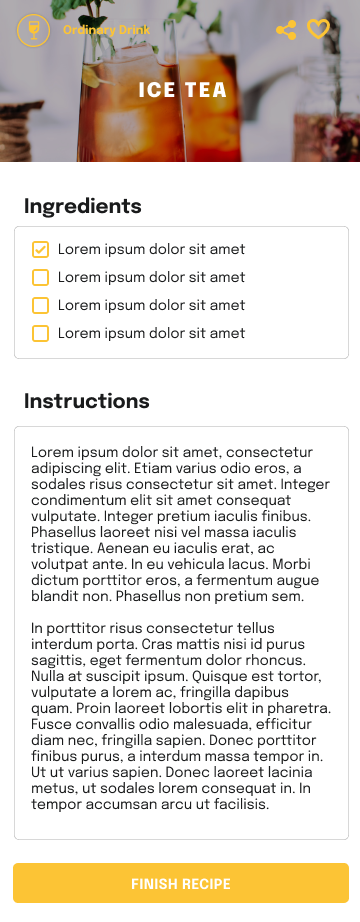 Ordinary Drink
ICE TEA
Ingredients
Lorem ipsum dolor sit amet
Lorem ipsum dolor sit amet
Lorem ipsum dolor sit amet
Lorem ipsum dolor sit amet
Instructions
Lorem ipsum dolor sit amet, consectetur
adipiscing elit. Etiam varius odio eros, a
sodales risus consectetur sit amet. Integer
condimentum elit sit amet consequat
vulputate. Integer pretium iaculis finibus.
Phasellus laoreet nisi vel massa iaculis
tristique. Aenean eu iaculis erat, ac
volutpat ante. In eu vehicula lacus. Morbi
dictum porttitor eros, a fermentum augue
blandit non. Phasellus non pretium sem.
In porttitor risus consectetur tellus
interdum porta. Cras mattis nisi id purus
sagittis, eget fermentum dolor rhoncus.
Nulla at suscipit ipsum. Quisque est tortor,
vulputate a lorem ac, fringilla dapibus
quam. Proin laoreet lobortis elit in pharetra.
Fusce convallis odio malesuada, efficitur
diam nec, fringilla sapien. Donec porttitor
finibus purus, a interdum massa tempor in.
Ut ut varius sapien. Donec laoreet lacinia
metus, ut sodales lorem consequat in. In
tempor accumsan arcu ut facilisis.
FINISH RECIPE